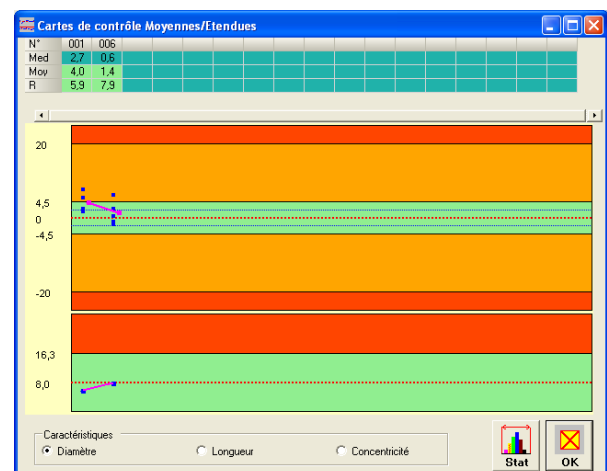 Cartes de contrôle Moyennes/Etendues
N° 001 006
Med 2,7 0,6
Moy 4,0 1,4
R 5,9 7,9
20
4,5
0
-4,5
-20
16,3
8,0
Caractéristiques
Diamètre Longueur Concentricité
Stat OK